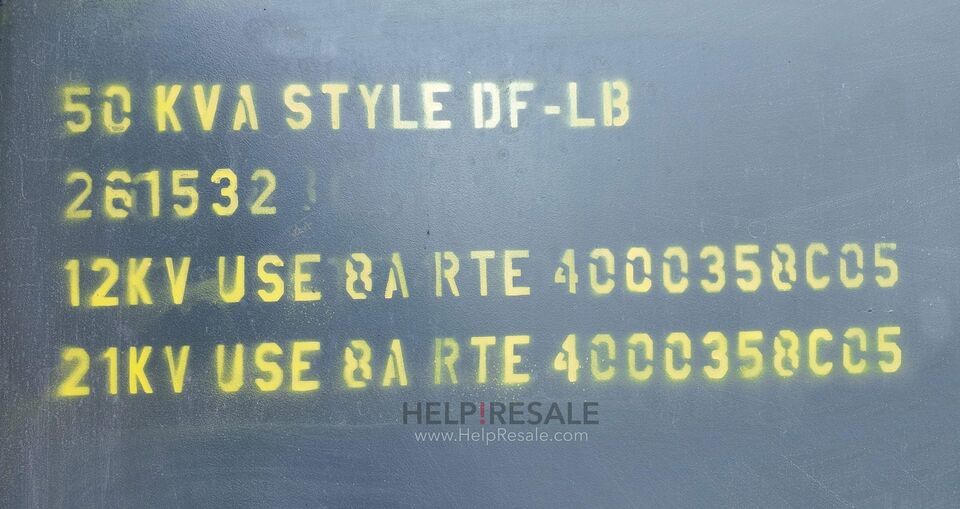 50 KVA STYLE DF-LB
261532
12KV USE 8A RTE 4000358C05
21KV USE 8A RTE 4000358C05
HELP!RESALE
www.HelpResale.com